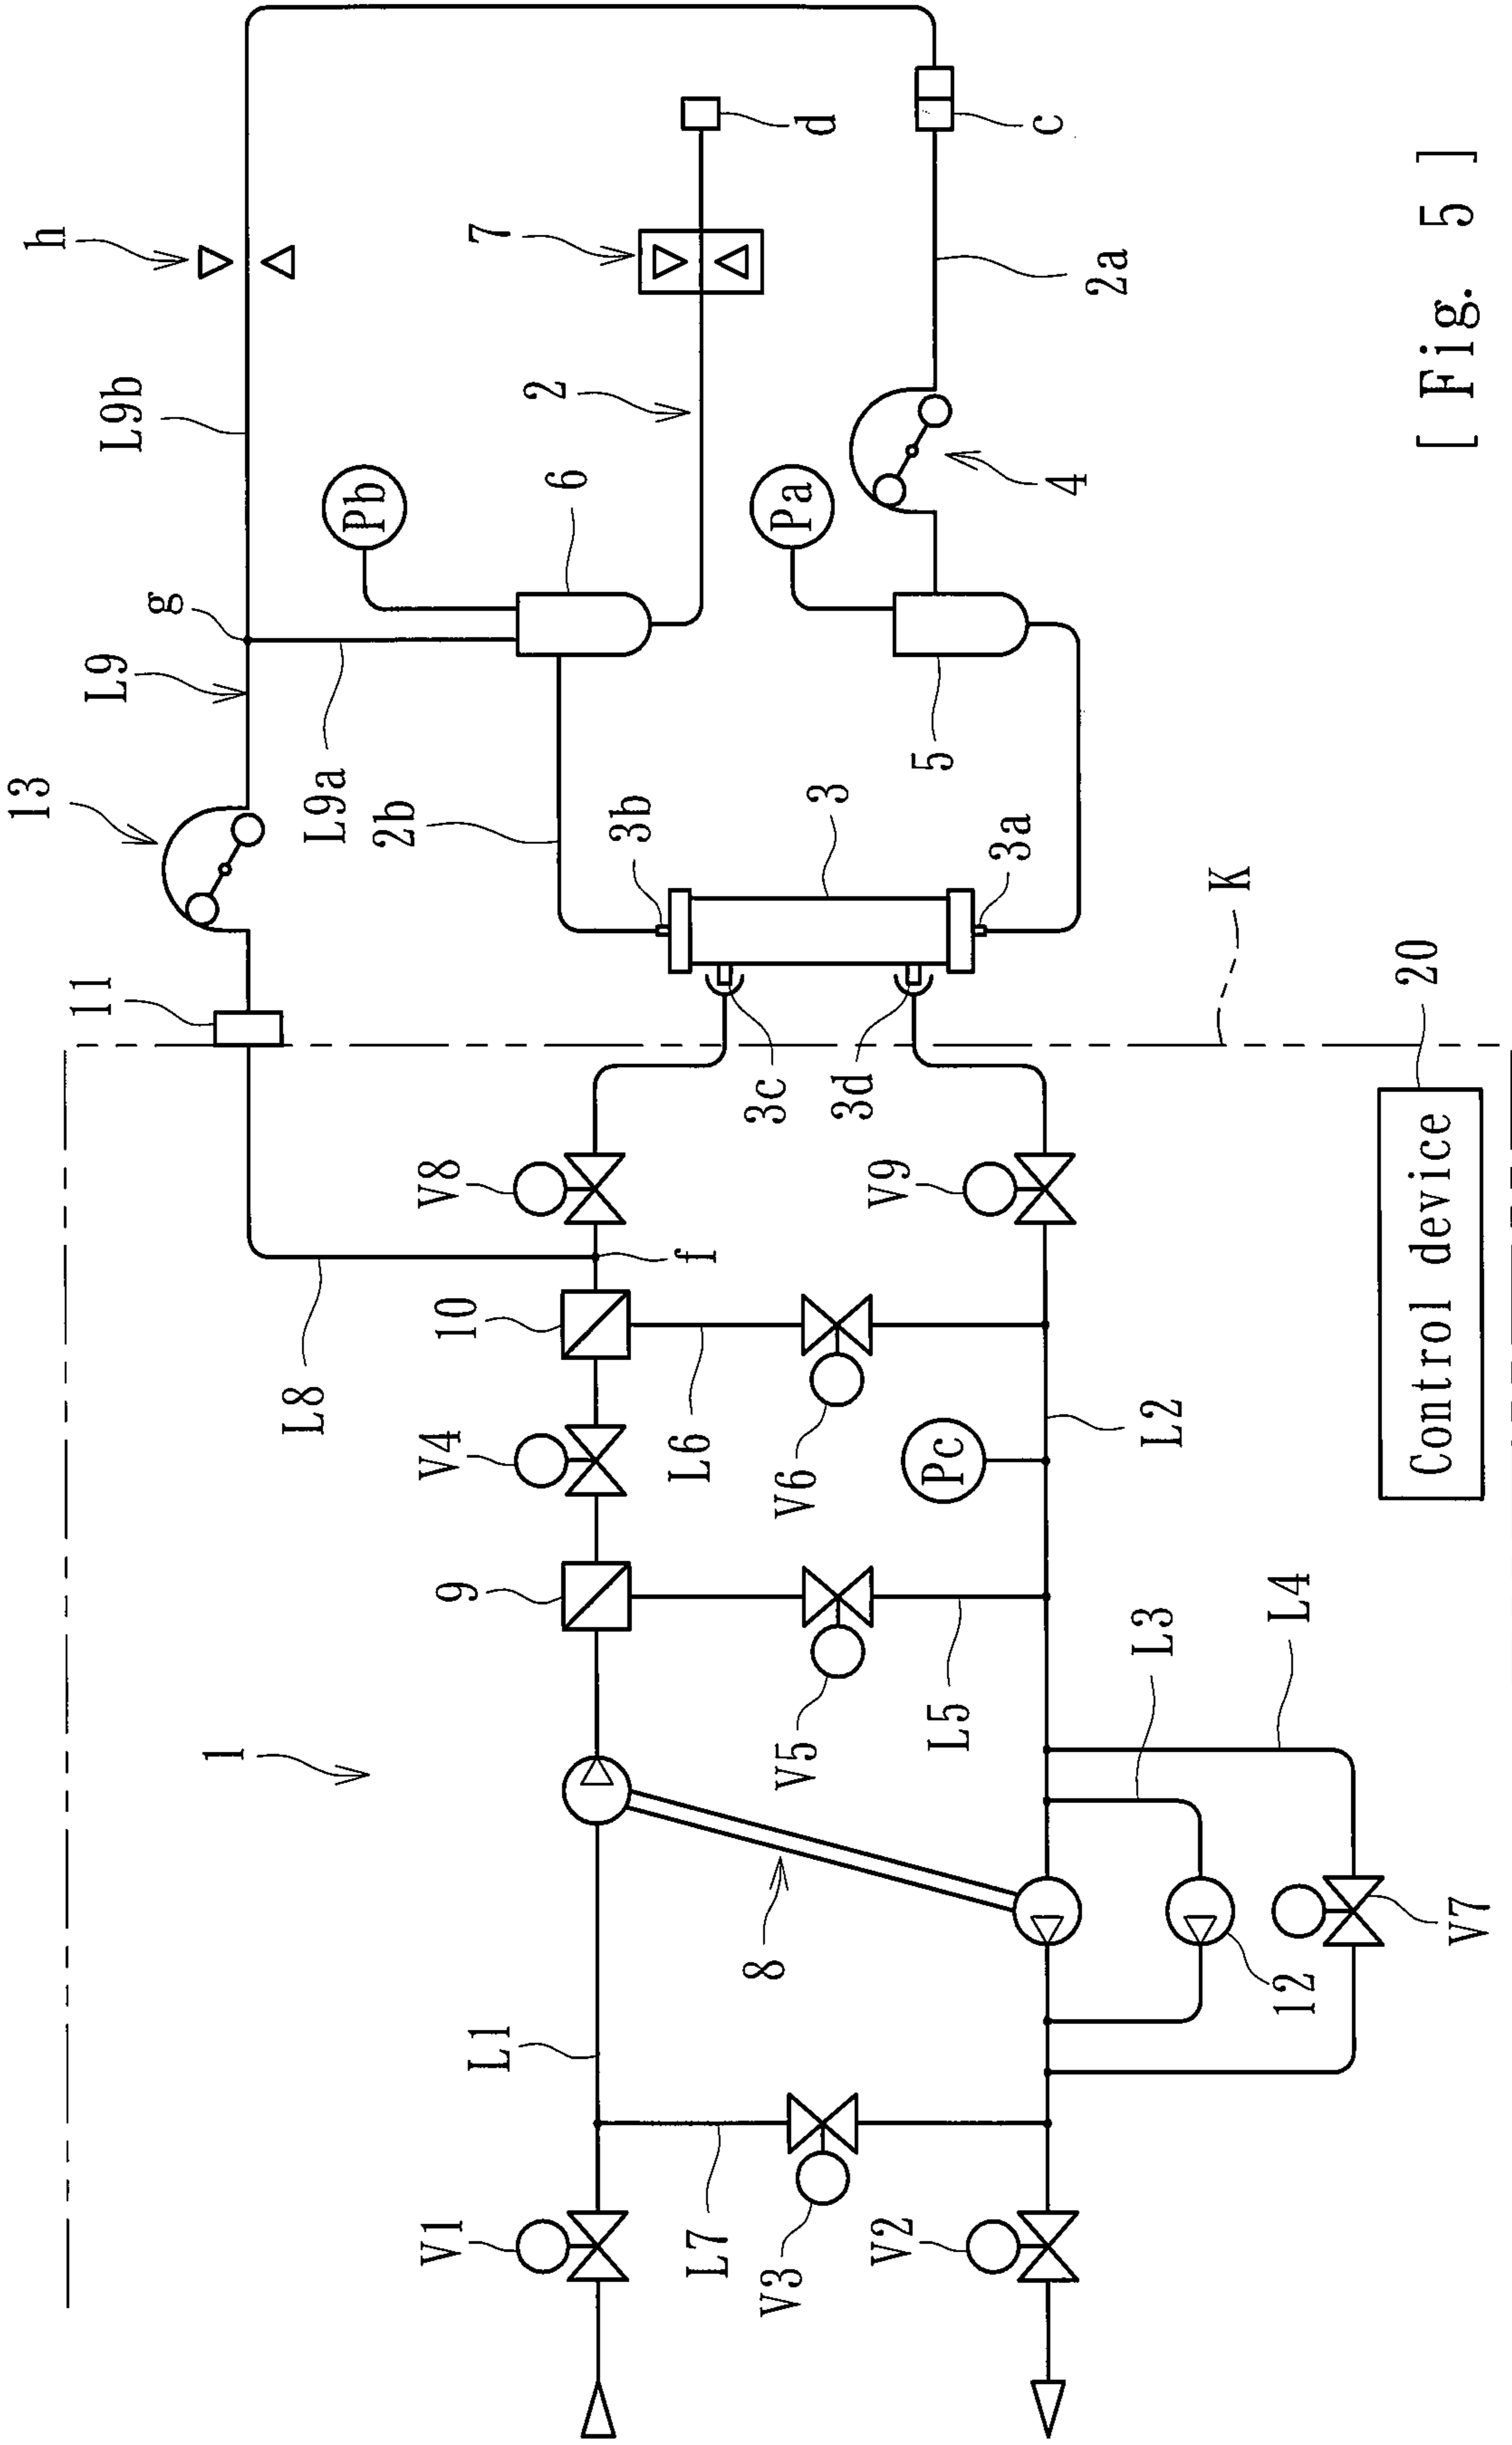 h
L9b
g
L9
13
11
Pb
L9a
2b
6
7
2
d
c
2a
4
Pa
5
3b
3
3a
3c
3d
K
20
Control device
V8
V9
f
10
L8
V4
L6
V6
Pc
L2
9
V5
L5
L3
L4
1
8
12
V7
L1
V1
L7
V3
V2
[ Fig. 5 ]